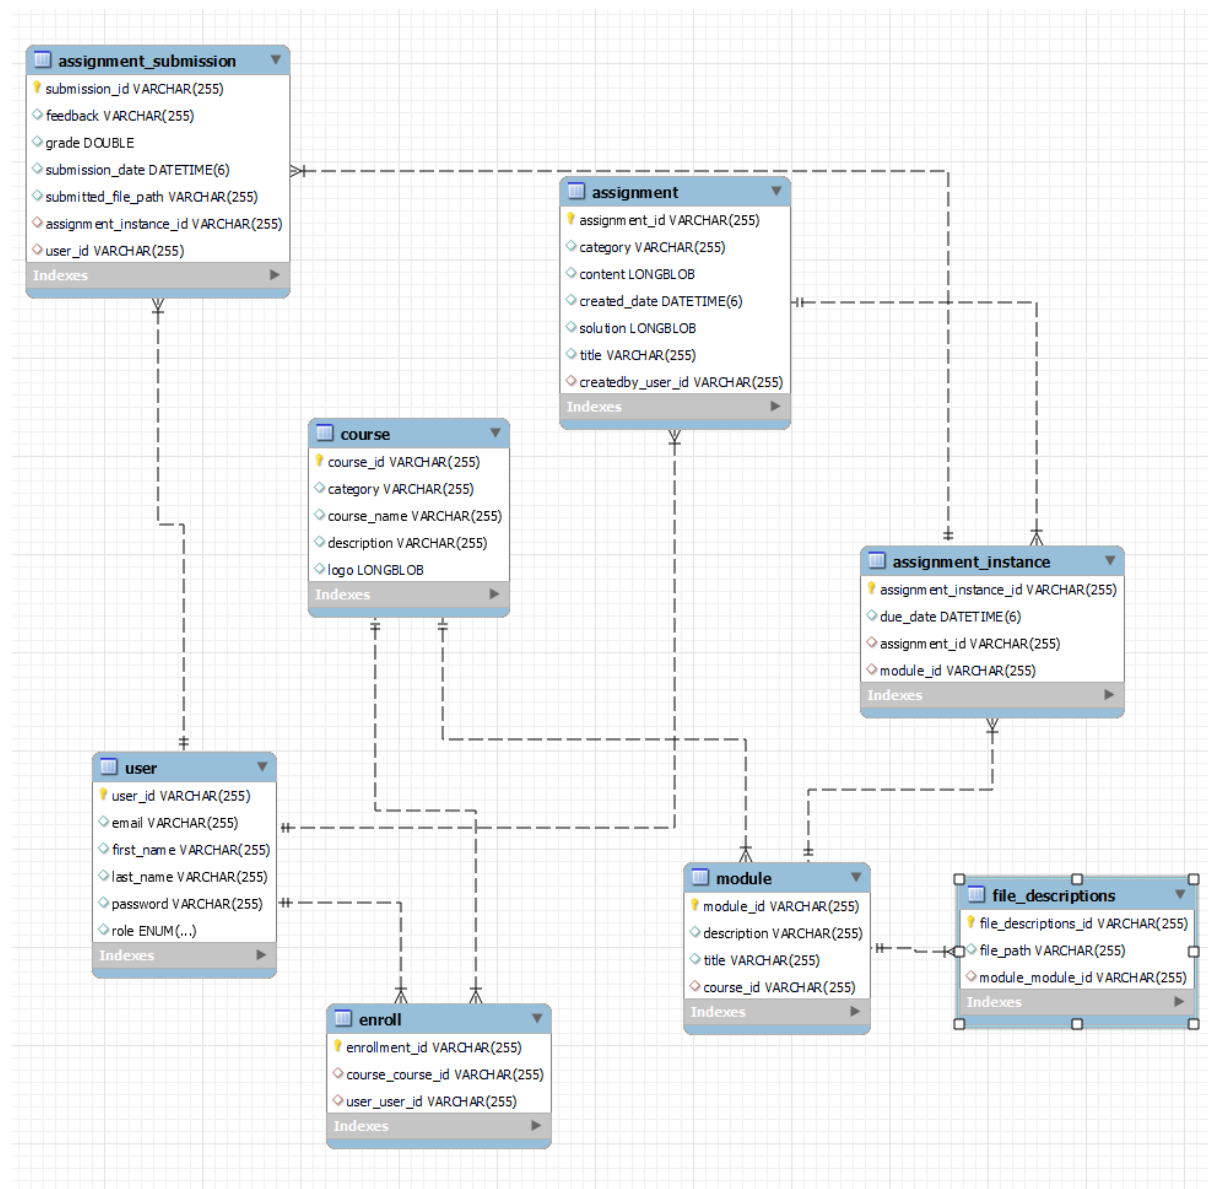 assignment_submission
submission_id VARCHAR(255)
feedback VARCHAR(255)
grade DOUBLE
submission_date DATETIME(6)
submitted_file_path VARCHAR(255)
assignment_instance_id VARCHAR(255)
user_id VARCHAR(255)
Indexes
assignment
assignment_id VARCHAR(255)
category VARCHAR(255)
content LONGBLOB
created_date DATETIME(6)
solution LONGBLOB
title VARCHAR(255)
createdby_user_id VARCHAR(255)
Indexes
course
course_id VARCHAR(255)
category VARCHAR(255)
course_name VARCHAR(255)
description VARCHAR(255)
logo LONGBLOB
Indexes
assignment_instance
assignment_instance_id VARCHAR(255)
due_date DATETIME(6)
assignment_id VARCHAR(255)
module_id VARCHAR(255)
Indexes
user
user_id VARCHAR(255)
email VARCHAR(255)
first_name VARCHAR(255)
last_name VARCHAR(255)
password VARCHAR(255)
role ENUM(...)
Indexes
module
module_id VARCHAR(255)
description VARCHAR(255)
title VARCHAR(255)
course_id VARCHAR(255)
Indexes
file_descriptions
file_descriptions_id VARCHAR(255)
file_path VARCHAR(255)
module_module_id VARCHAR(255)
Indexes
enroll
enrollment_id VARCHAR(255)
course_course_id VARCHAR(255)
user_user_id VARCHAR(255)
Indexes